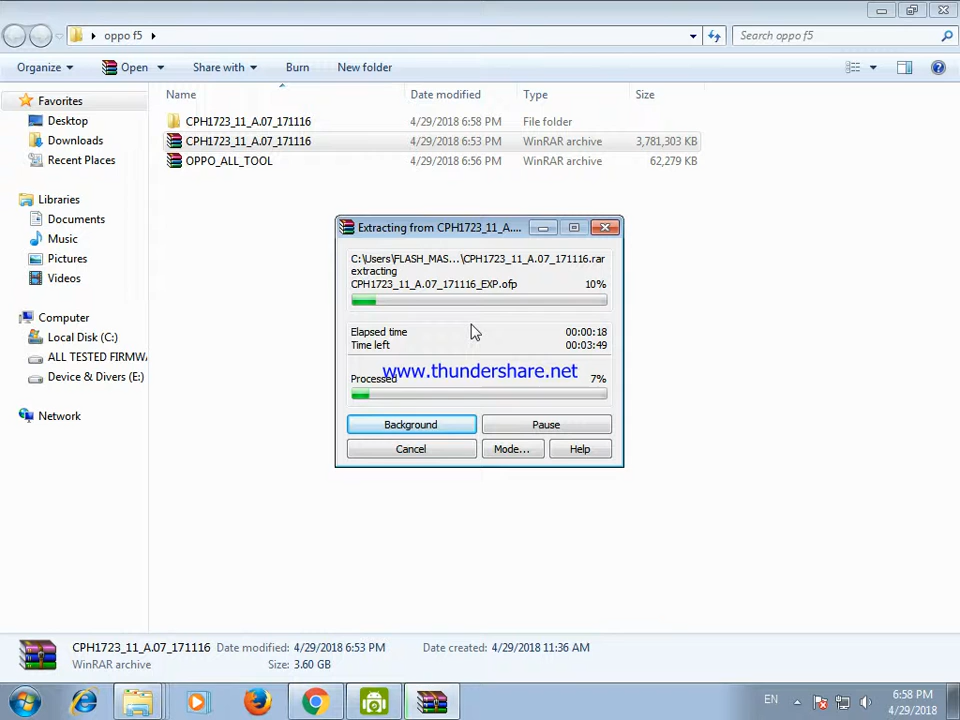 oppo f5
Search oppo f5
Organize
Open
Share with
Burn
New folder
Name
Date modified
Type
Size
Favorites
Desktop
Downloads
Recent Places
Libraries
Documents
Music
Pictures
Videos
Computer
Local Disk (C:)
ALL TESTED FIRMW
Device & Divers (E:)
Network
CPH1723_11_A.07_171116 4/29/2018 6:58 PM File folder
CPH1723_11_A.07_171116 4/29/2018 6:53 PM WinRAR archive 3,781,303 KB
OPPO_ALL_TOOL 4/29/2018 6:56 PM WinRAR archive 62,279 KB
Extracting from CPH1723_11_A....
C:\Users\FLASH_MAS...\CPH1723_11_A.07_171116.rar
extracting
CPH1723_11_A.07_171116_EXP.ofp 10%
Elapsed time 00:00:18
Time left 00:03:49
www.thundershare.net
Processed 7%
Background
Pause
Cancel
Mode...
Help
CPH1723_11_A.07_171116 Date modified: 4/29/2018 6:53 PM Date created: 4/29/2018 11:36 AM
WinRAR archive Size: 3.60 GB
EN
6:58 PM
4/29/2018